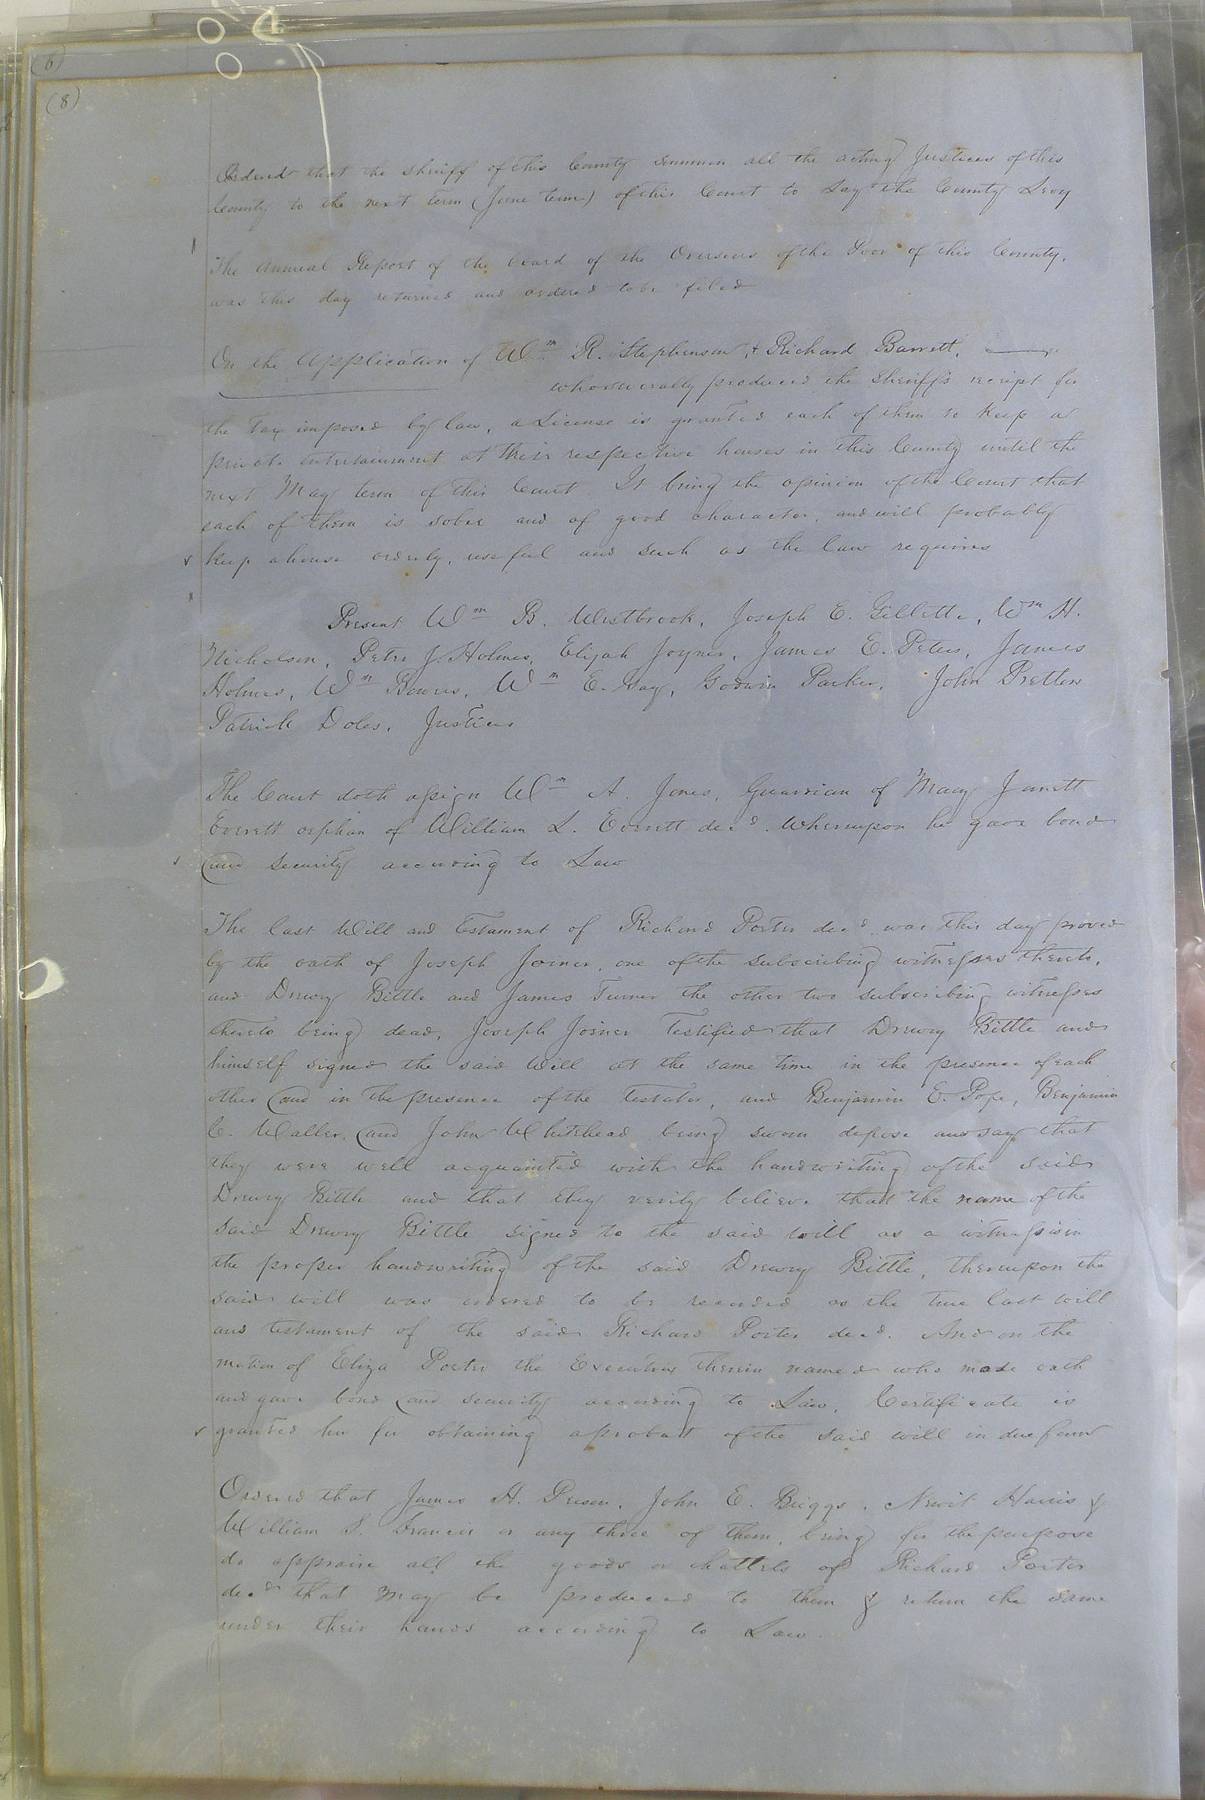 (6)
(8)
Ordered that the Sheriff of this County summon all the acting Justices of this
County to the next term (June term) of this Court to Lay the County Levy
The Annual Report of the board of the Overseers of the Poor of this County,
was this day returned and ordered to be filed
On the Application of Wm R. Stephenson, & Richard Barrett,
who severally produced the Sheriff's receipt for
the Tax imposed by law, a License is granted each of them to Keep a
private entertainment at their respective houses in this County until the
next May term of this Court It being the opinion of the Court that
each of them is sober and of good character, and will probably
keep a house orderly, useful and such as the law requires
Present Wm B. Westbrook, Joseph E. Gillette, Wm H.
Nicholson, Peter J. Holmes, Elijah Joyner, James E. Peters, James
Holmes, Wm Bowers, Wm E. Gay, Godwin Parker, John Pretlow
Patrick Doles, Justices
The Court doth assign Wm A. Jones, Guardian of Mary
Everett orphan of William L. Everett decd. Whereupon he gave bond
and security according to Law
The last Will and Testament of Richard Porter decd was this day proved
by the oath of Joseph Joiner, one of the subscribing witnesses thereto,
and Drewry Bittle and James Turner the other two subscribing witnesses
thereto being dead, Joseph Joiner Testified that Drewry Bittle and
himself signed the said Will at the same time in the presence of each
other and in the presence of the Testator, and Benjamin E. Pope, Benjamin
C. Waller, and John Whitehead being sworn depose and say that
they were well acquainted with the handwriting of the said
Drewry Bittle and that they verily believe that the name of the
said Drewry Bittle signed to the said will as a witness is in
the proper handwriting of the said Drewry Bittle, thereupon the
said will was ordered to be recorded as the true last will
and testament of the said Richard Porter decd. And on the
motion of Eliza Porter the Executrix therein named who made oath
and gave bond and security according to Law, Certificate is
granted her for obtaining a probatt of the said will in due form
Ordered that James H. John E. Briggs, Newit Harris &
William S. Francis or any three of them, being for the purpose
do appraise all the goods or chattels of Richard Porter
decd that may be produced to them & return the same
under their hands according to Law.